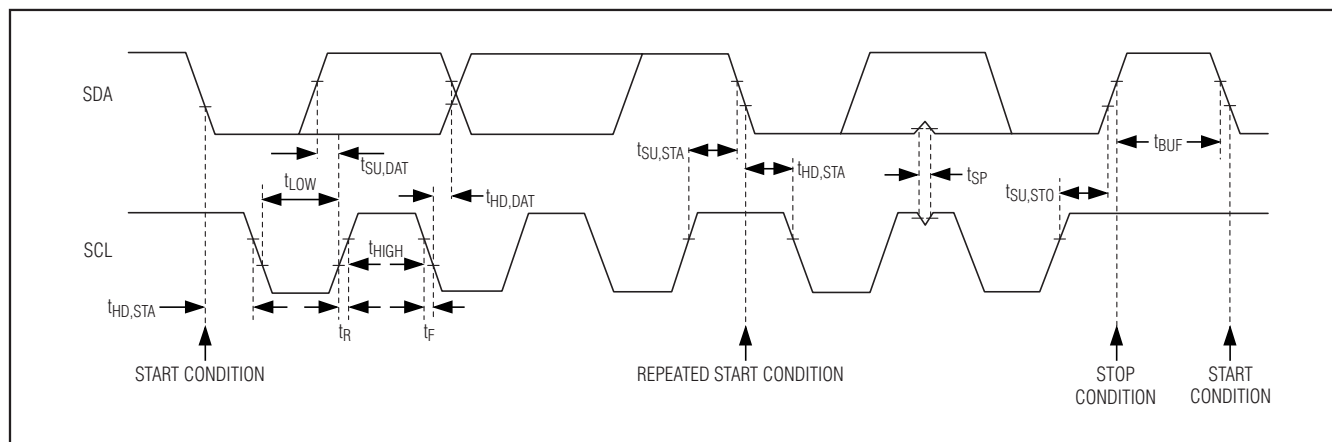 SDA
tSU,DAT
tLOW
tHD,DAT
tSU,STA
tHD,STA
tSP
tBUF
tSU,STO
SCL
tHIGH
tHD,STA
tR
tF
START CONDITION
REPEATED START CONDITION
STOP
CONDITION
START
CONDITION